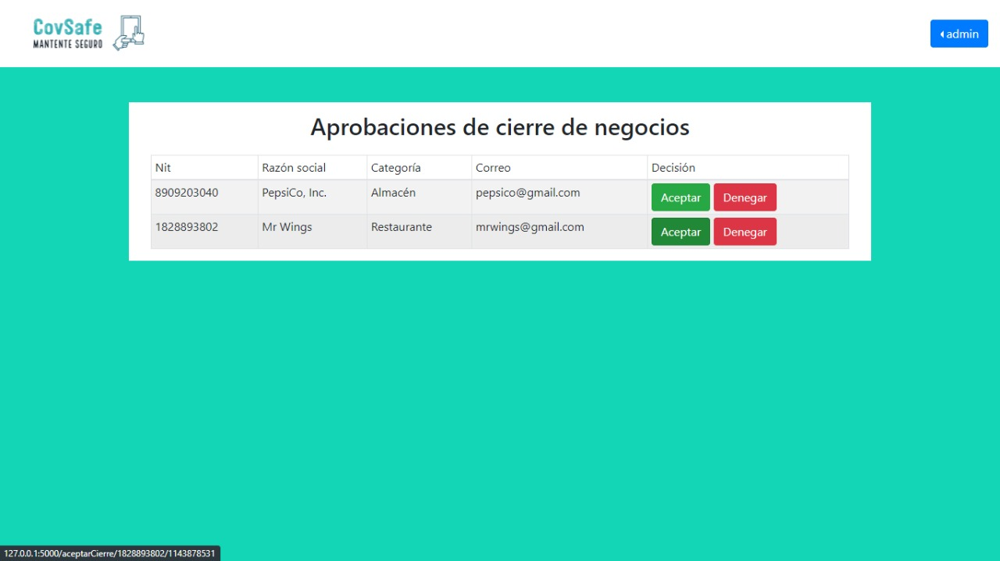 CovSafe
MANTENTE SEGURO
admin
Aprobaciones de cierre de negocios
Nit Razón social Categoría Correo Decisión
8909203040 PepsiCo, Inc. Almacén pepsico@gmail.com Aceptar Denegar
1828893802 Mr Wings Restaurante mrwings@gmail.com Aceptar Denegar
127.0.0.1:5000/aceptarCierre/1828893802/1143878531